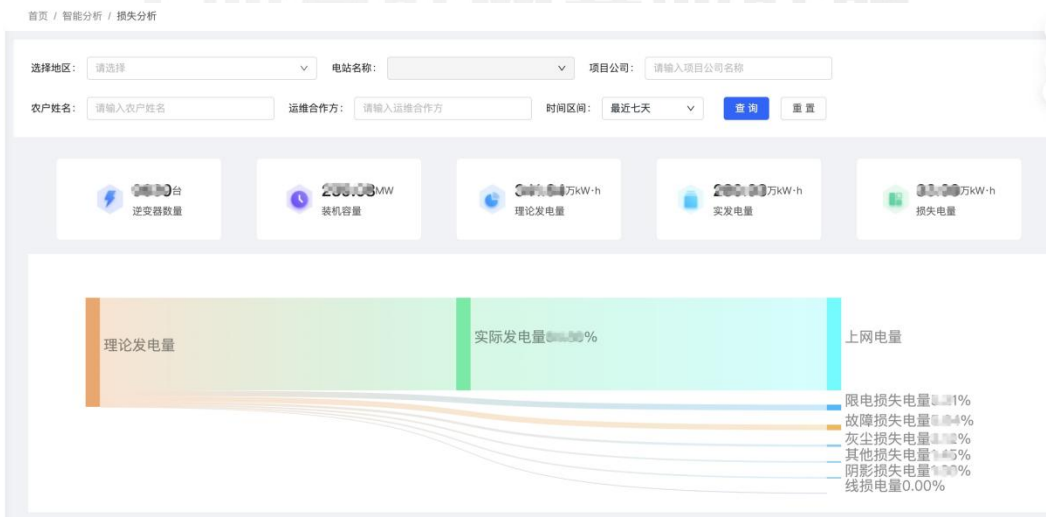 首页 / 智能分析 / 损失分析
选择地区： 请选择 电站名称： 项目公司： 请输入项目公司名称
农户姓名： 请输入农户姓名 运维合作方： 请输入运维合作方 时间区间： 最近七天 查询 重置
台 MW 万kW·h 万kW·h 万kW·h
逆变器数量 装机容量 理论发电量 实发电量 损失电量
理论发电量 实际发电量 % 上网电量
限电损失电量 1%
故障损失电量 %
灰尘损失电量 %
其他损失电量 %
阴影损失电量 %
线损电量0.00%